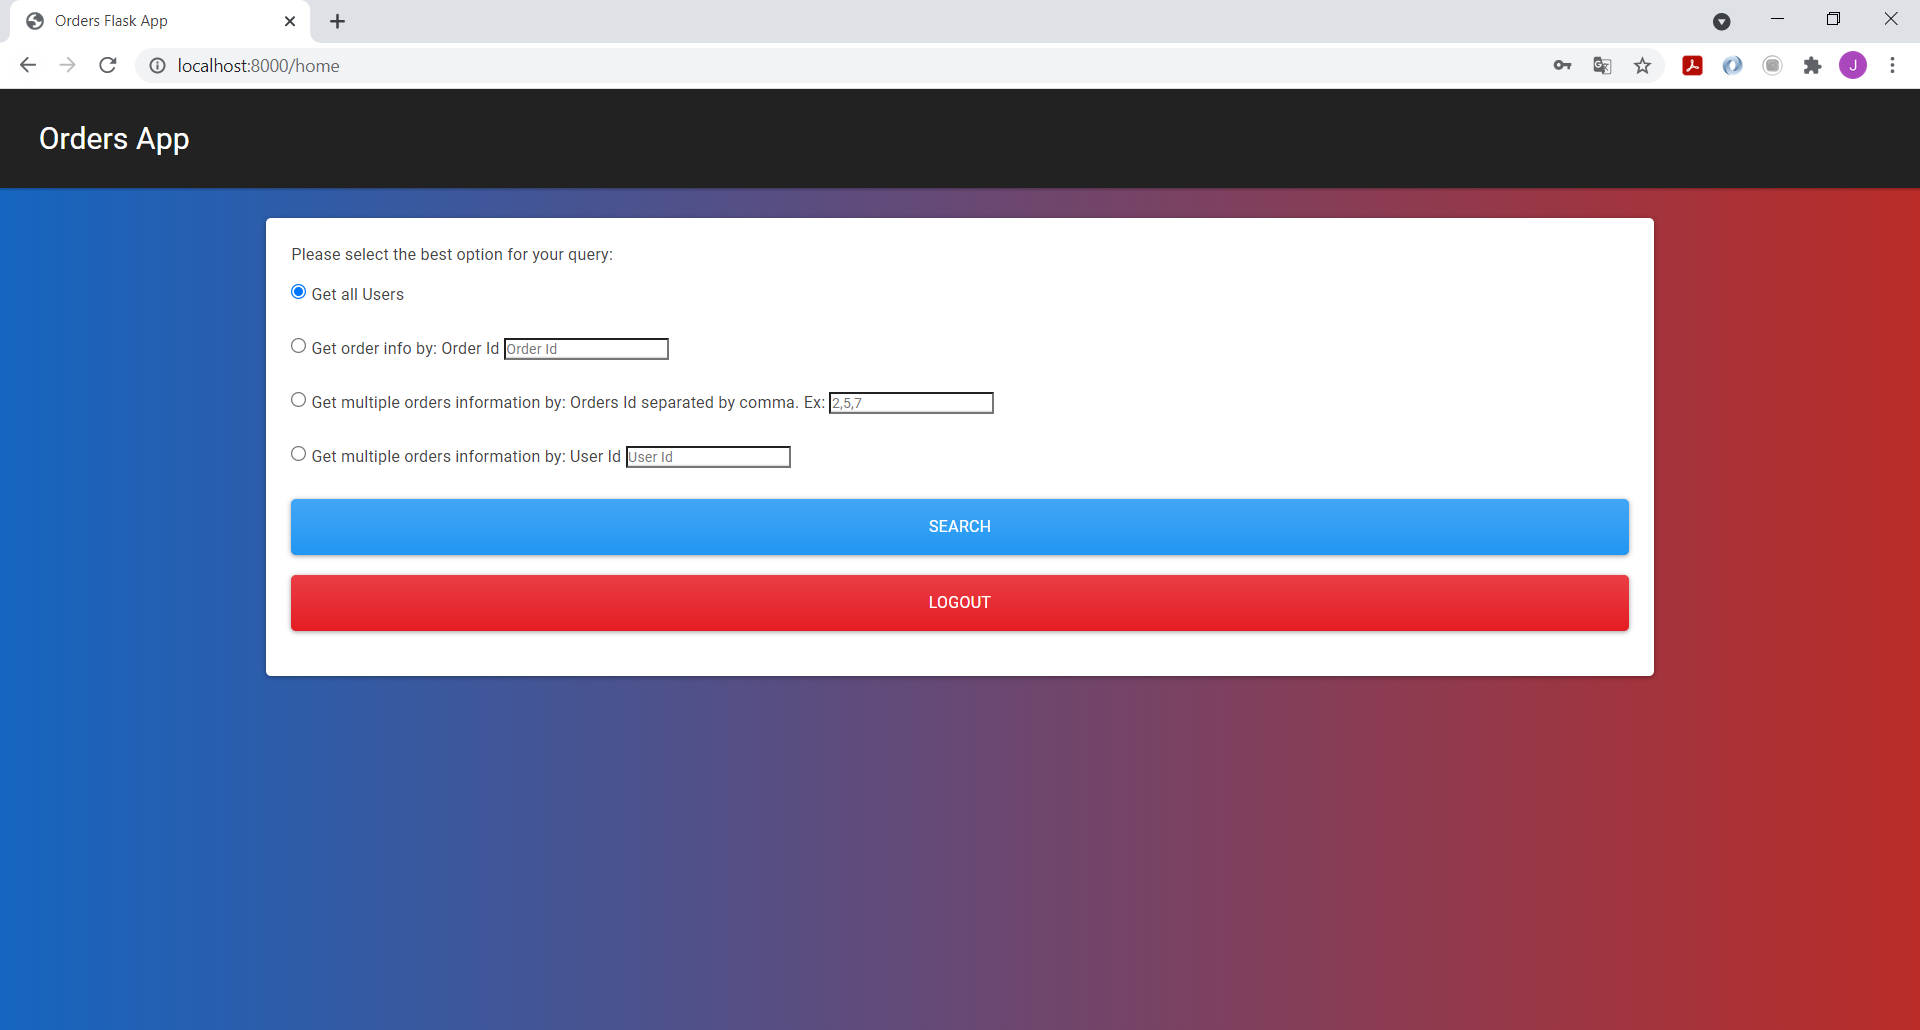 Orders Flask App
localhost:8000/home
J
Orders App
Please select the best option for your query:
Get all Users
Get order info by: Order Id Order Id
Get multiple orders information by: Orders Id separated by comma. Ex: 2,5,7
Get multiple orders information by: User Id User Id
SEARCH
LOGOUT